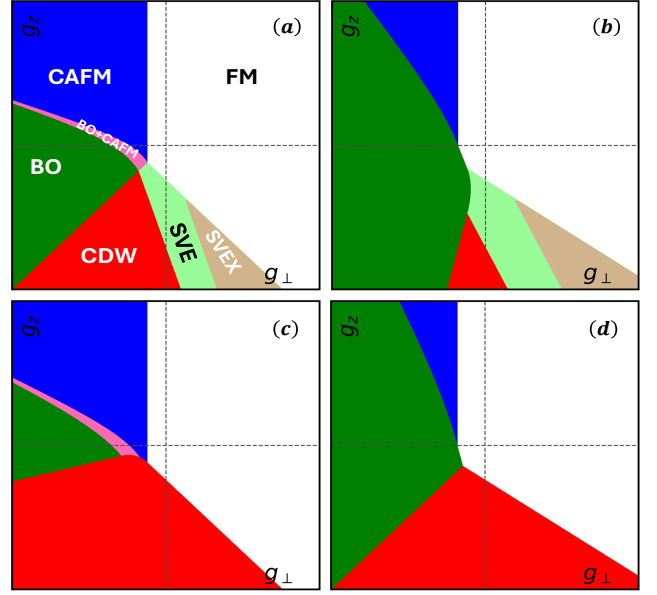 g_z
(a)
CAFM
FM
BO+CAFM
BO
SVE
SVEX
CDW
g_⊥
g_z
(b)
g_⊥
g_z
(c)
g_⊥
g_z
(d)
g_⊥